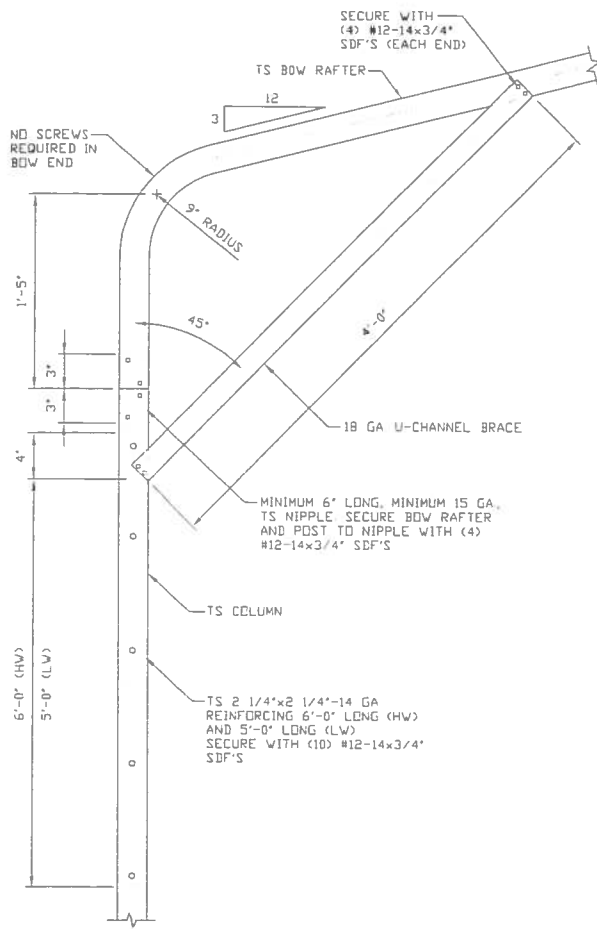 SECURE WITH
(4) #12-14x3/4"
SDF'S (EACH END)
TS BOW RAFTER
12
3
NO SCREWS
REQUIRED IN
BOW END
9" RADIUS
1'-5"
45°
4'-0"
3"
3"
18 GA U-CHANNEL BRACE
4"
MINIMUM 6" LONG, MINIMUM 15 GA,
TS NIPPLE SECURE BOW RAFTER
AND POST TO NIPPLE WITH (4)
#12-14x3/4" SDF'S
TS COLUMN
6'-0" (HW)
5'-0" (LW)
TS 2 1/4"x2 1/4"-14 GA
REINFORCING 6'-0" LONG (HW)
AND 5'-0" LONG (LW)
SECURE WITH (10) #12-14x3/4"
SDF'S